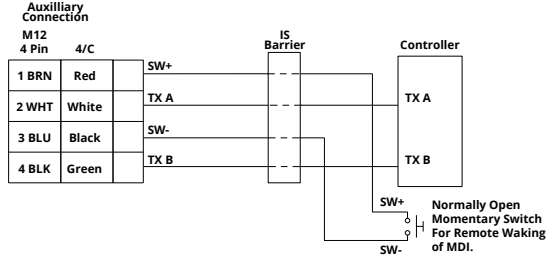 Auxilliary
Connection
M12
4 Pin 4/C
IS
Barrier
Controller
1 BRN Red SW+
2 WHT White TX A TX A
3 BLU Black SW-
4 BLK Green TX B TX B
SW+
Normally Open
Momentary Switch
For Remote Waking
of MDI.
SW-